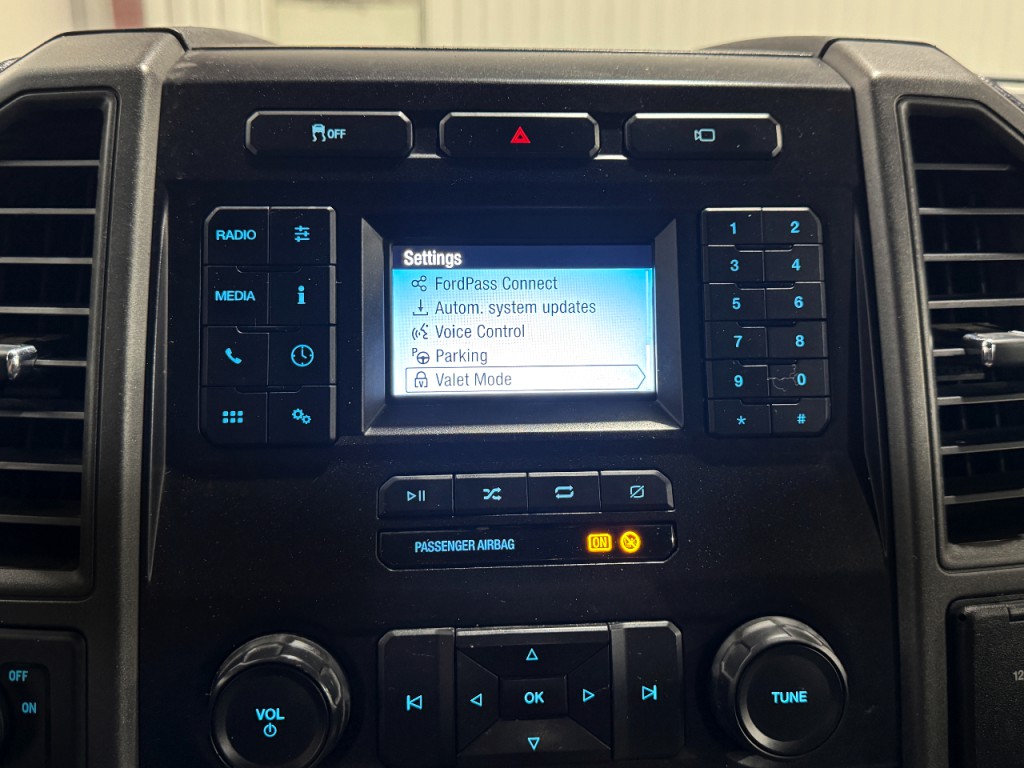 OFF
RADIO
MEDIA
i
Settings
FordPass Connect
Autom. system updates
Voice Control
P Parking
Valet Mode
1 2
3 4
5 6
7 8
9 0
* #
PASSENGER AIRBAG ON
OFF
ON
VOL
OK
TUNE
12